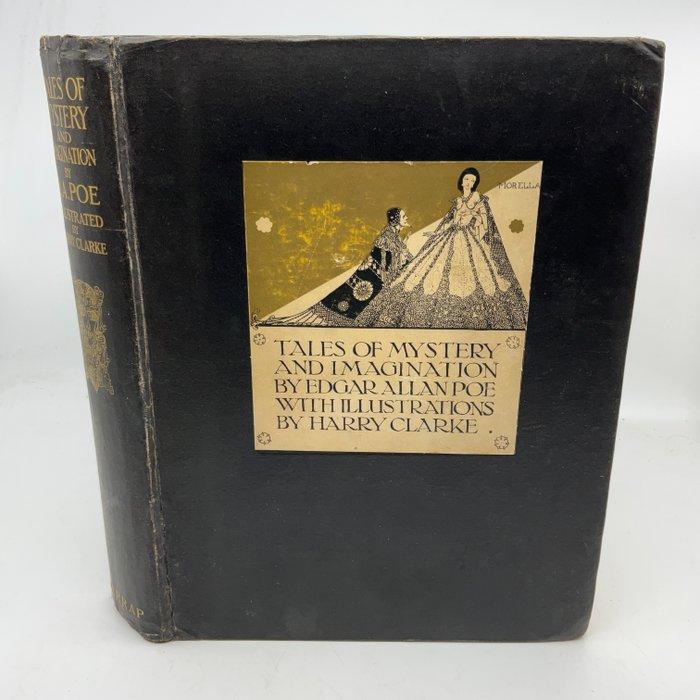 TALES OF
MYSTERY
AND
IMAGINATION
BY
E.A.POE
ILLUSTRATED
BY
HARRY CLARKE
HARRAP
MORELLA
TALES OF MYSTERY
AND IMAGINATION
BY EDGAR ALLAN POE
WITH ILLUSTRATIONS
BY HARRY CLARKE .